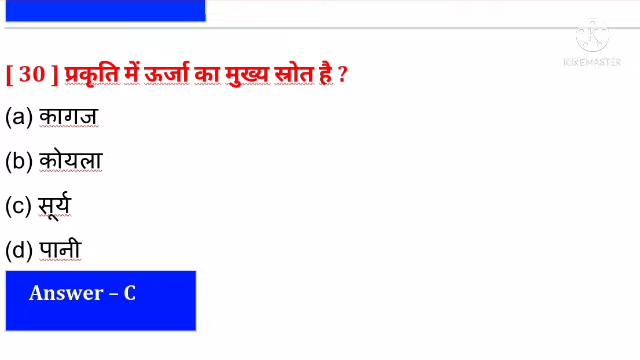 KINEMASTER
[ 30 ] प्रकृति में ऊर्जा का मुख्य स्रोत है ?
(a) कागज
(b) कोयला
(c) सूर्य
(d) पानी
Answer – C